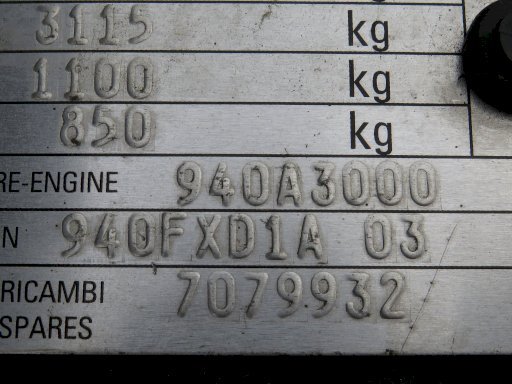 3115 kg
1100 kg
850 kg
RE-ENGINE 940A3000
N 940FXD1A 03
RICAMBI 7079932
SPARES